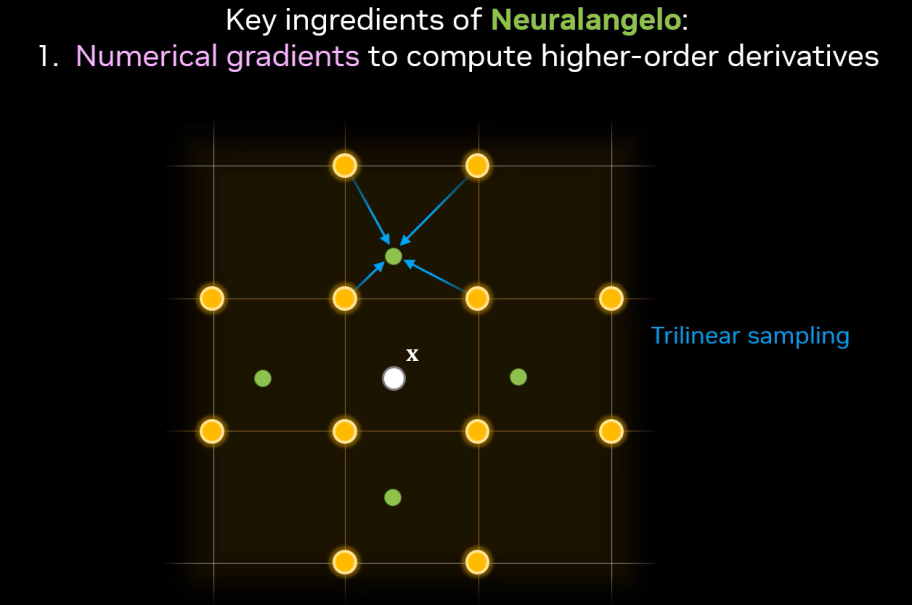 Key ingredients of Neuralangelo:
1. Numerical gradients to compute higher-order derivatives
x
Trilinear sampling